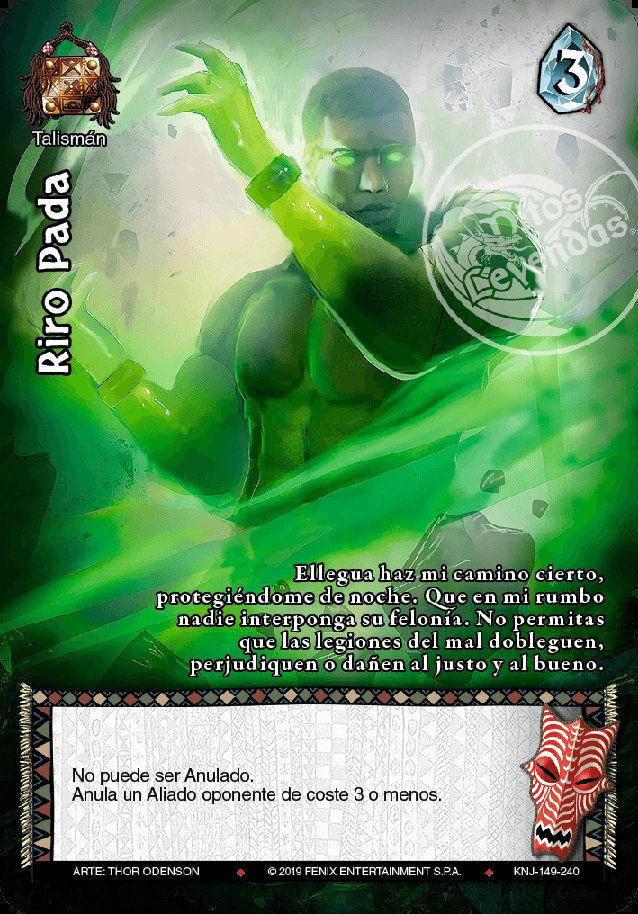 3
Talismán
Riro Pada
Mitos
Leyendas
Ellegua haz mi camino cierto,
protegiéndome de noche. Que en mi rumbo
nadie interponga su felonía. No permitas
que las legiones del mal dobleguen,
perjudiquen o dañen al justo y al bueno.
No puede ser Anulado.
Anula un Aliado oponente de coste 3 o menos.
ARTE: THOR ODENSON © 2019 FENIX ENTERTAINMENT S.P.A. KNJ-149-240